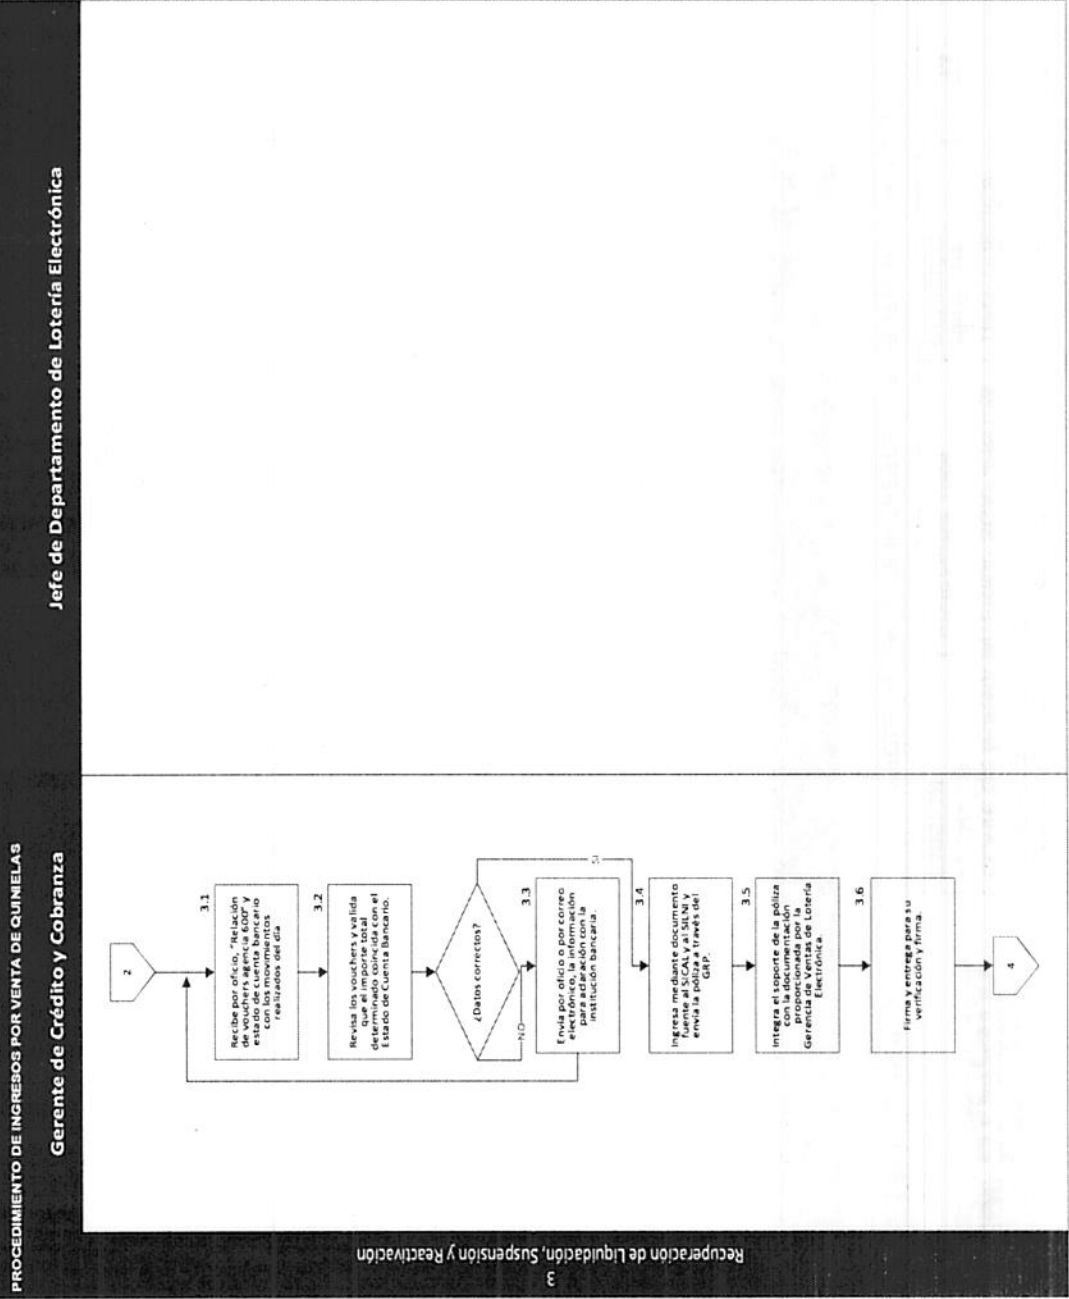 PROCEDIMIENTO DE INGRESOS POR VENTA DE QUINIELAS
Gerente de Crédito y Cobranza
Jefe de Departamento de Lotería Electrónica
3
Recuperación de Liquidación, Suspensión y Reactivación
2
3.1
Recibe por oficio, "Relación
de vouchers agencia 600" y
estado de cuenta bancario
con los movimientos
realizados del día
3.2
Revisa los vouchers y valida
que el importe total
determinado coincida con el
Estado de Cuenta Bancario.
¿Datos correctos?
NO
SI
3.3
Envía por oficio o por correo
electrónico, la información
para aclaración con la
institución bancaria.
3.4
Ingresa mediante documento
fuente al SICAL y al SIELNI y
envía la póliza a través del
GRP.
3.5
Integra el soporte de la póliza
con la documentación
proporcionada por la
Gerencia de Ventas de Lotería
Electrónica.
3.6
Firma y entrega para su
verificación y firma.
4